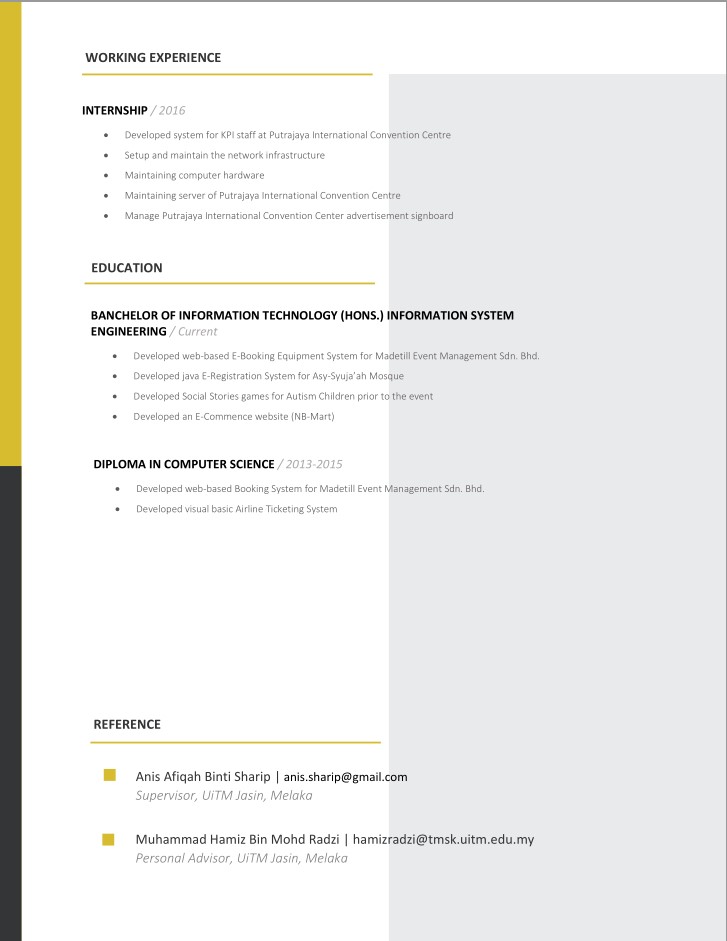 WORKING EXPERIENCE
INTERNSHIP / 2016
• Developed system for KPI staff at Putrajaya International Convention Centre
• Setup and maintain the network infrastructure
• Maintaining computer hardware
• Maintaining server of Putrajaya International Convention Centre
• Manage Putrajaya International Convention Center advertisement signboard
EDUCATION
BANCHELOR OF INFORMATION TECHNOLOGY (HONS.) INFORMATION SYSTEM
ENGINEERING / Current
• Developed web-based E-Booking Equipment System for Madetill Event Management Sdn. Bhd.
• Developed java E-Registration System for Asy-Syuja'ah Mosque
• Developed Social Stories games for Autism Children prior to the event
• Developed an E-Commence website (NB-Mart)
DIPLOMA IN COMPUTER SCIENCE / 2013-2015
• Developed web-based Booking System for Madetill Event Management Sdn. Bhd.
• Developed visual basic Airline Ticketing System
REFERENCE
Anis Afiqah Binti Sharip | anis.sharip@gmail.com
Supervisor, UiTM Jasin, Melaka
Muhammad Hamiz Bin Mohd Radzi | hamizradzi@tmsk.uitm.edu.my
Personal Advisor, UiTM Jasin, Melaka